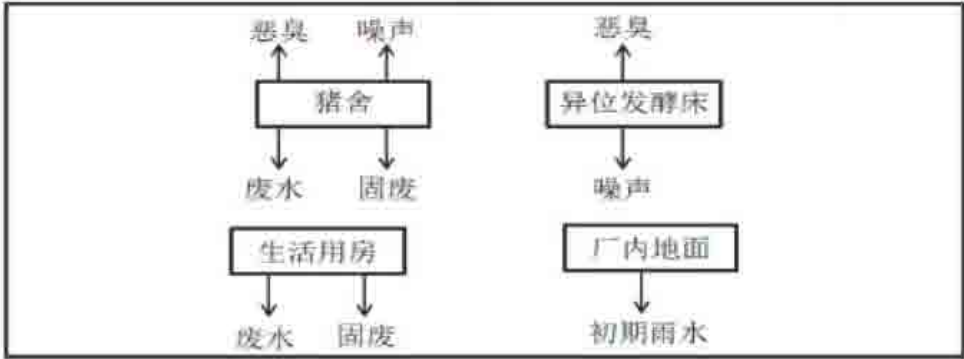 恶臭 噪声 恶臭
猪舍 异位发酵床
废水 固废 噪声
生活用房 厂内地面
废水 固废 初期雨水